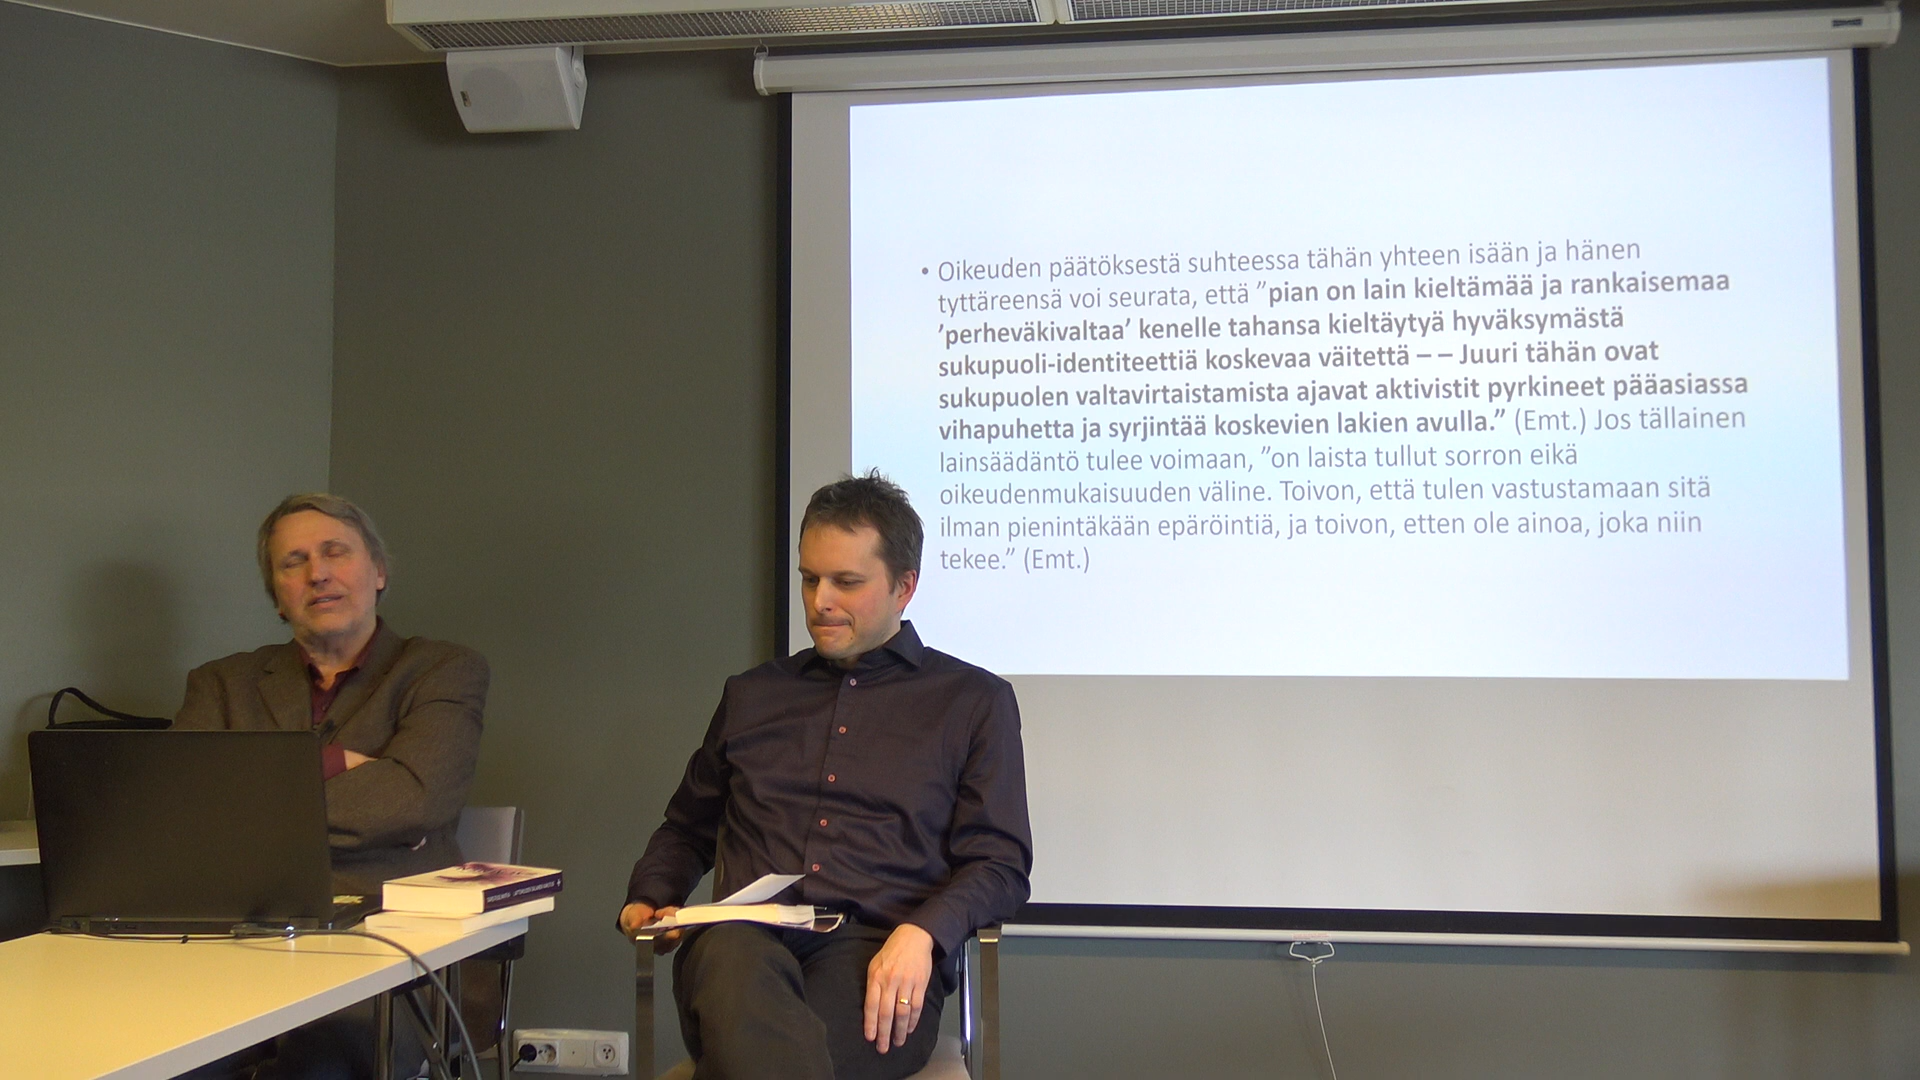 • Oikeuden päätöksestä suhteessa tähän yhteen isään ja hänen
tyttäreensä voi seurata, että ”pian on lain kieltämää ja rankaisemaa
’perheväkivaltaa’ kenelle tahansa kieltäytyä hyväksymästä
sukupuoli-identiteettiä koskevaa väitettä – – Juuri tähän ovat
sukupuolen valtavirtaistamista ajavat aktivistit pyrkineet pääasiassa
vihapuhetta ja syrjintää koskevien lakien avulla.” (Emt.) Jos tällainen
lainsäädäntö tulee voimaan, ”on laista tullut sorron eikä
oikeudenmukaisuuden väline. Toivon, että tulen vastustamaan sitä
ilman pienintäkään epäröintiä, ja toivon, etten ole ainoa, joka niin
tekee.” (Emt.)